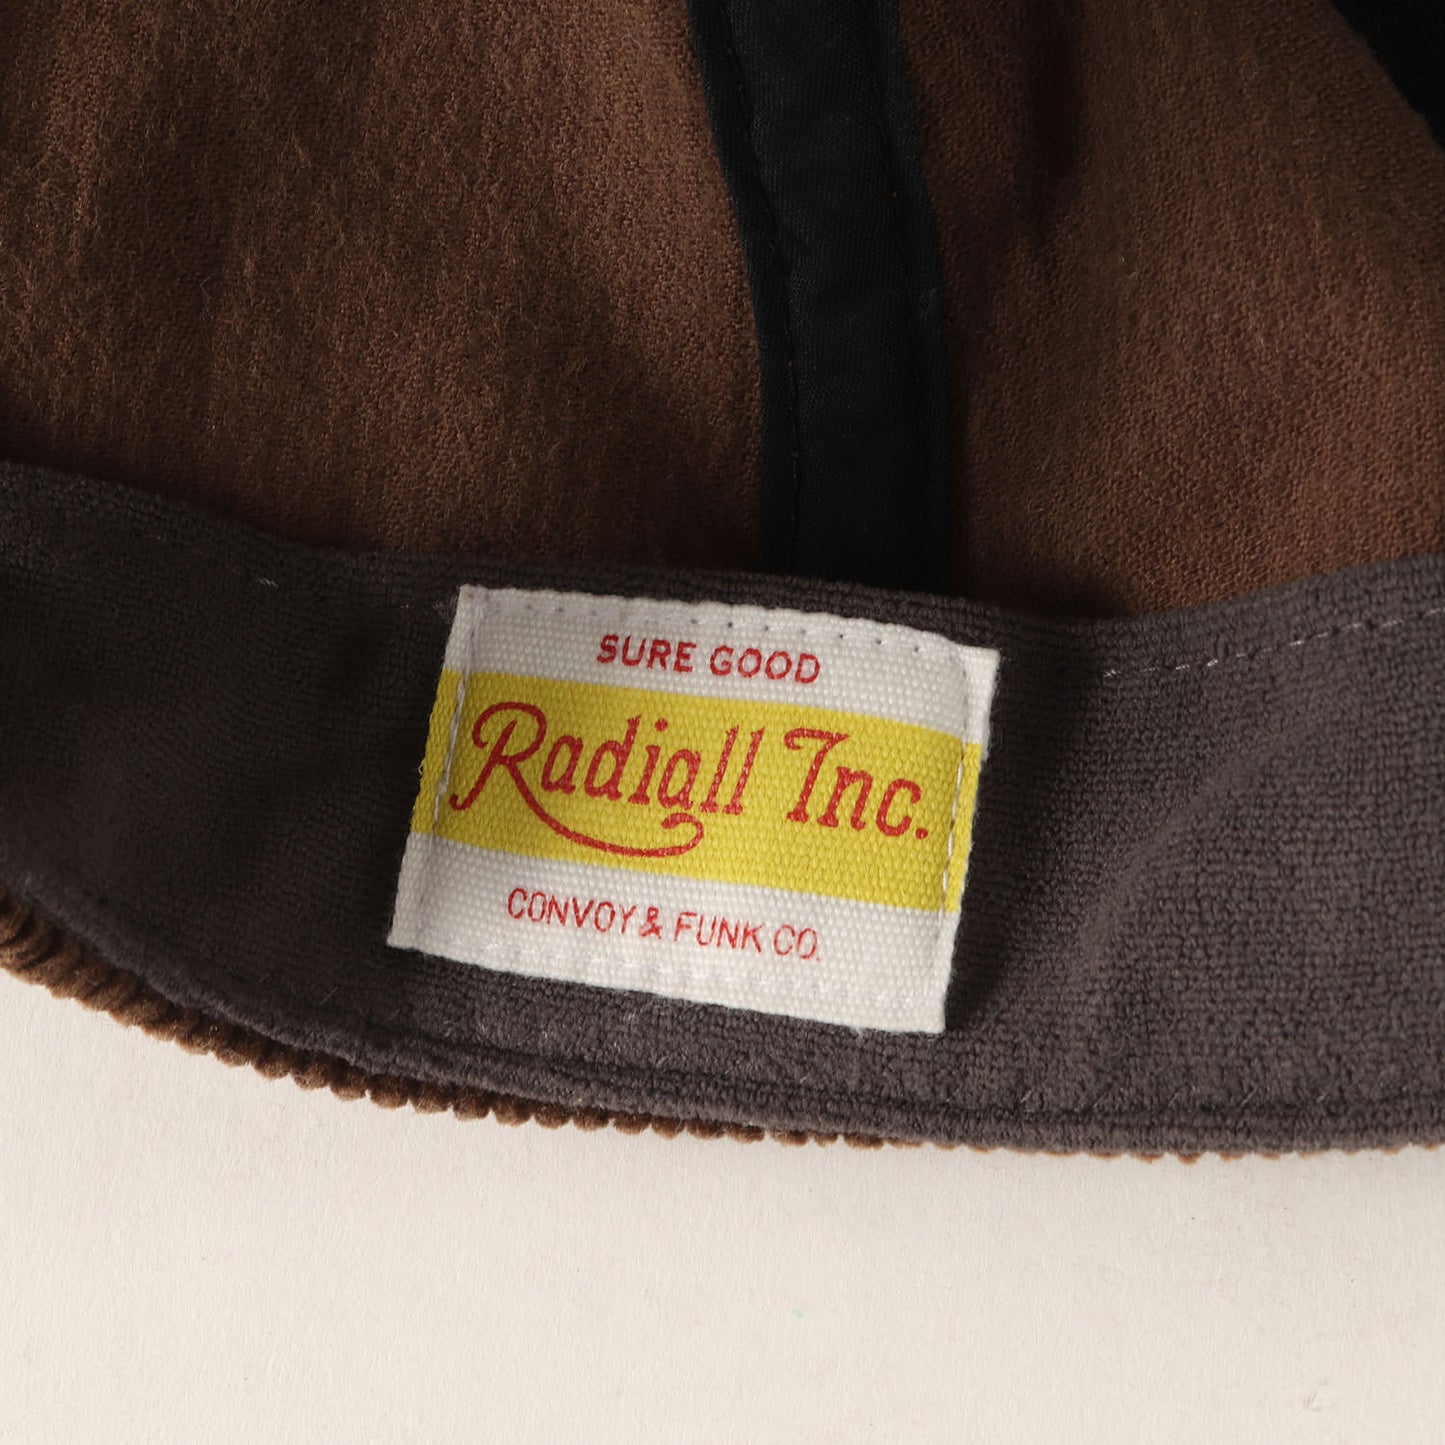 SURE GOOD
Radiall Inc.
CONVOY & FUNK CO.